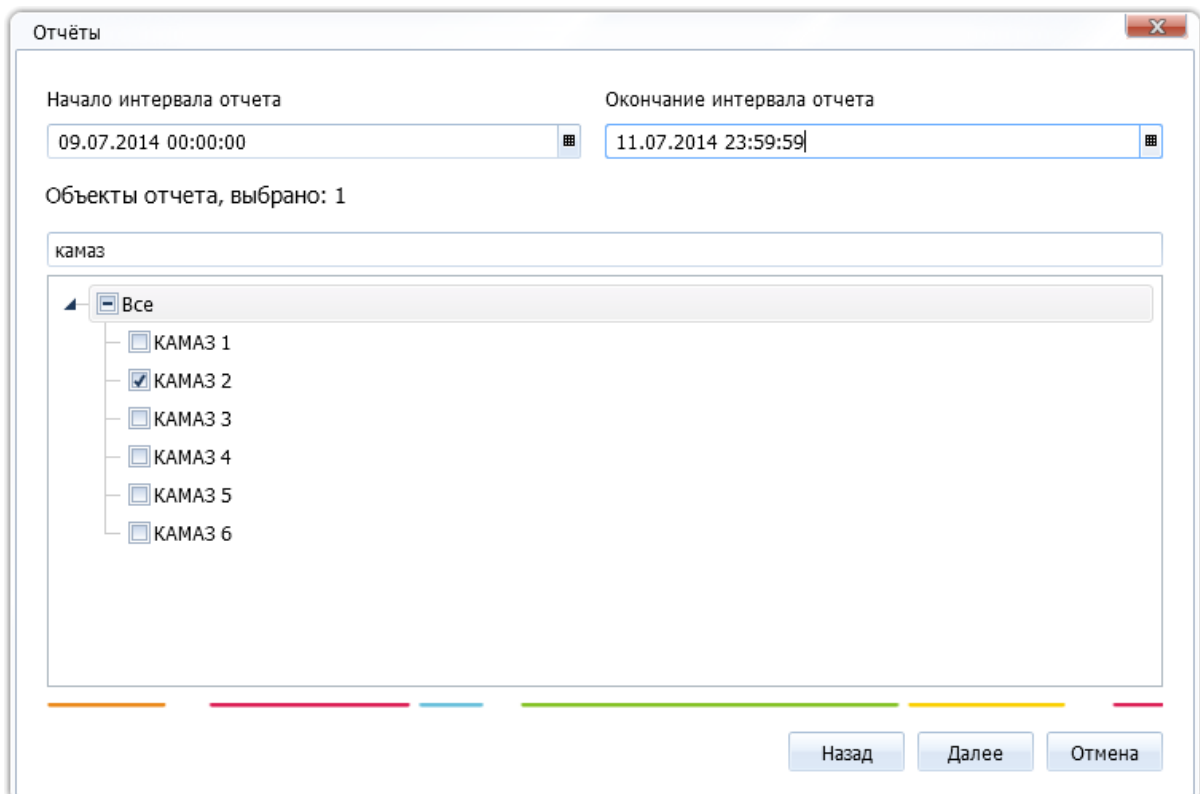 Отчёты
X
Начало интервала отчета Окончание интервала отчета
09.07.2014 00:00:00 11.07.2014 23:59:59
Объекты отчета, выбрано: 1
камаз
Все
КАМАЗ 1
КАМАЗ 2
КАМАЗ 3
КАМАЗ 4
КАМАЗ 5
КАМАЗ 6
Назад Далее Отмена